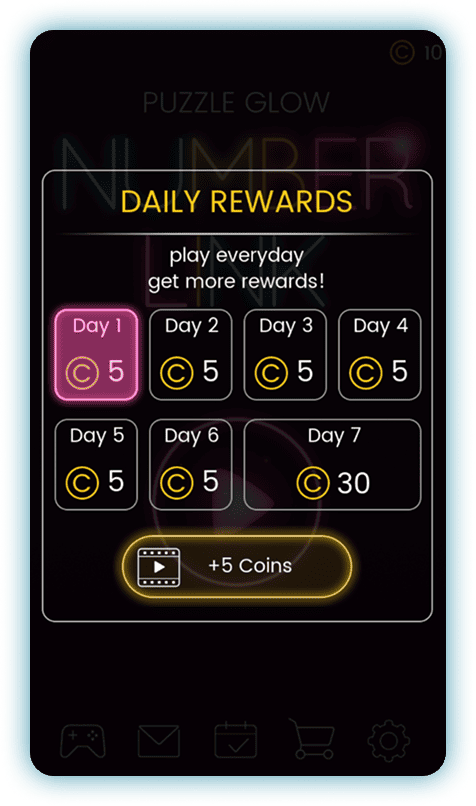 C 10
PUZZLE GLOW
NUMBER
DAILY REWARDS
LINK
play everyday
get more rewards!
Day 1
C 5
Day 2
C 5
Day 3
C 5
Day 4
C 5
Day 5
C 5
Day 6
C 5
Day 7
C 30
+5 Coins